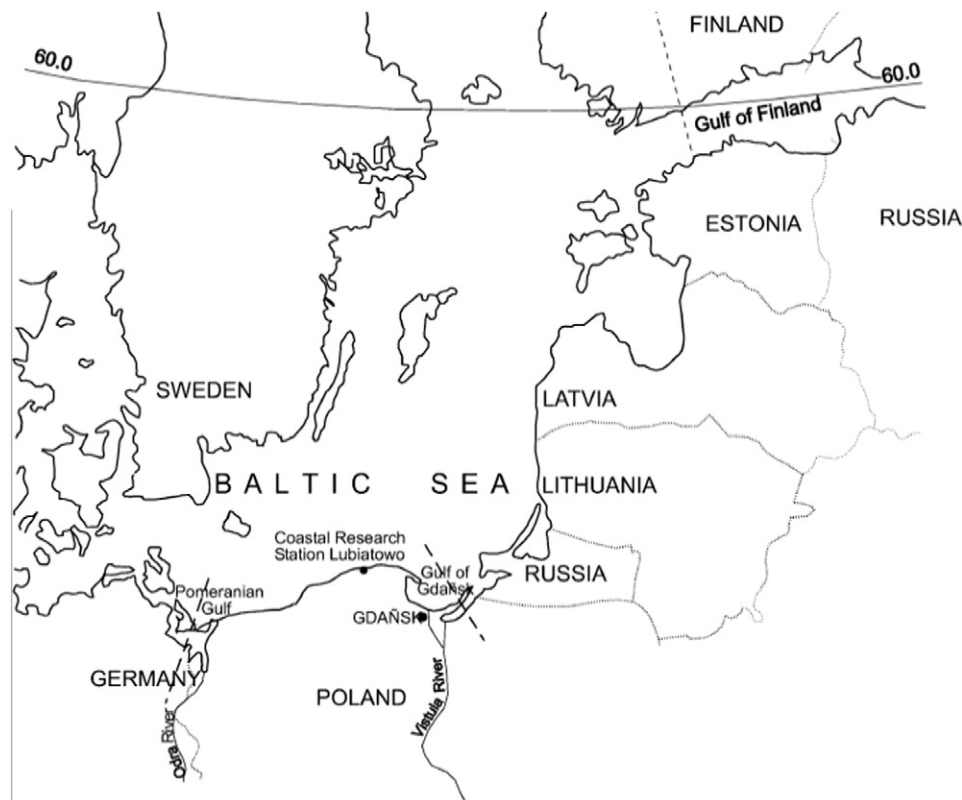 FINLAND
60.0
60.0
Gulf of Finland
ESTONIA
RUSSIA
SWEDEN
LATVIA
BALTIC SEA
LITHUANIA
Coastal Research
Station Lubiatowo
Gulf of
Gdańsk
RUSSIA
Pomeranian
Gulf
GDAŃSK
GERMANY
POLAND
Vistula River
Odra River